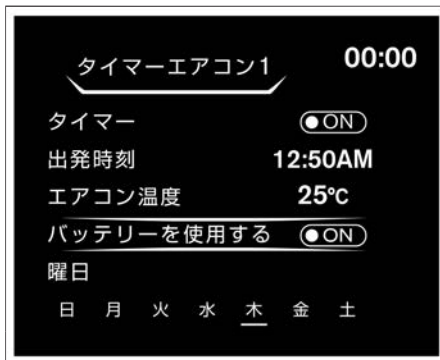 タイマーエアコン1 00:00
タイマー ON
出発時刻 12:50AM
エアコン温度 25℃
バッテリーを使用する ON
曜日
日 月 火 水 木 金 土